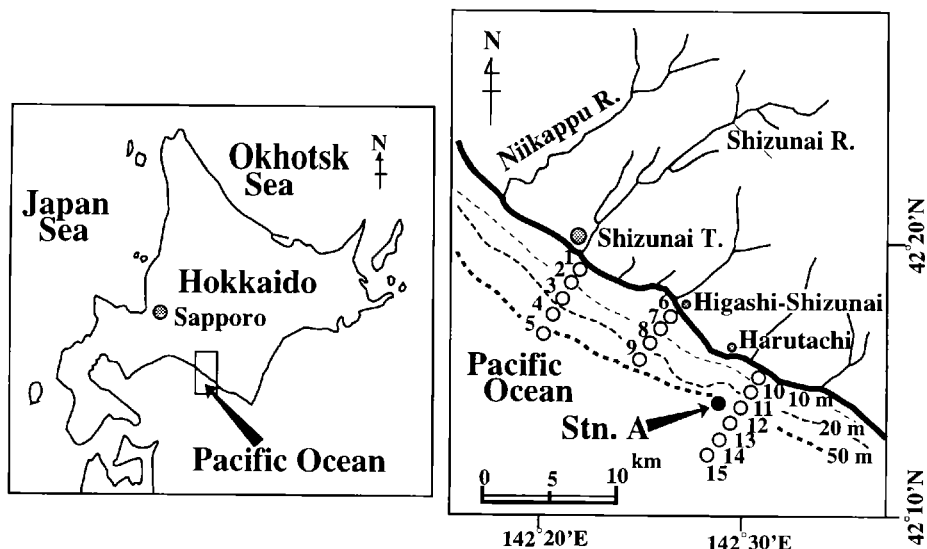 N
Okhotsk
Sea
Japan
Sea
Hokkaido
Sapporo
Pacific Ocean
N
Niikappu R.
Shizunai R.
Shizunai T.
1
2
3
4
5
6
7
8
9
Higashi-Shizunai
Harutachi
Pacific
Ocean
Stn. A
10
11
12
13
14
15
10 m
20 m
50 m
km
0 5 10
42°20'N
42°10'N
142°20'E 142°30'E